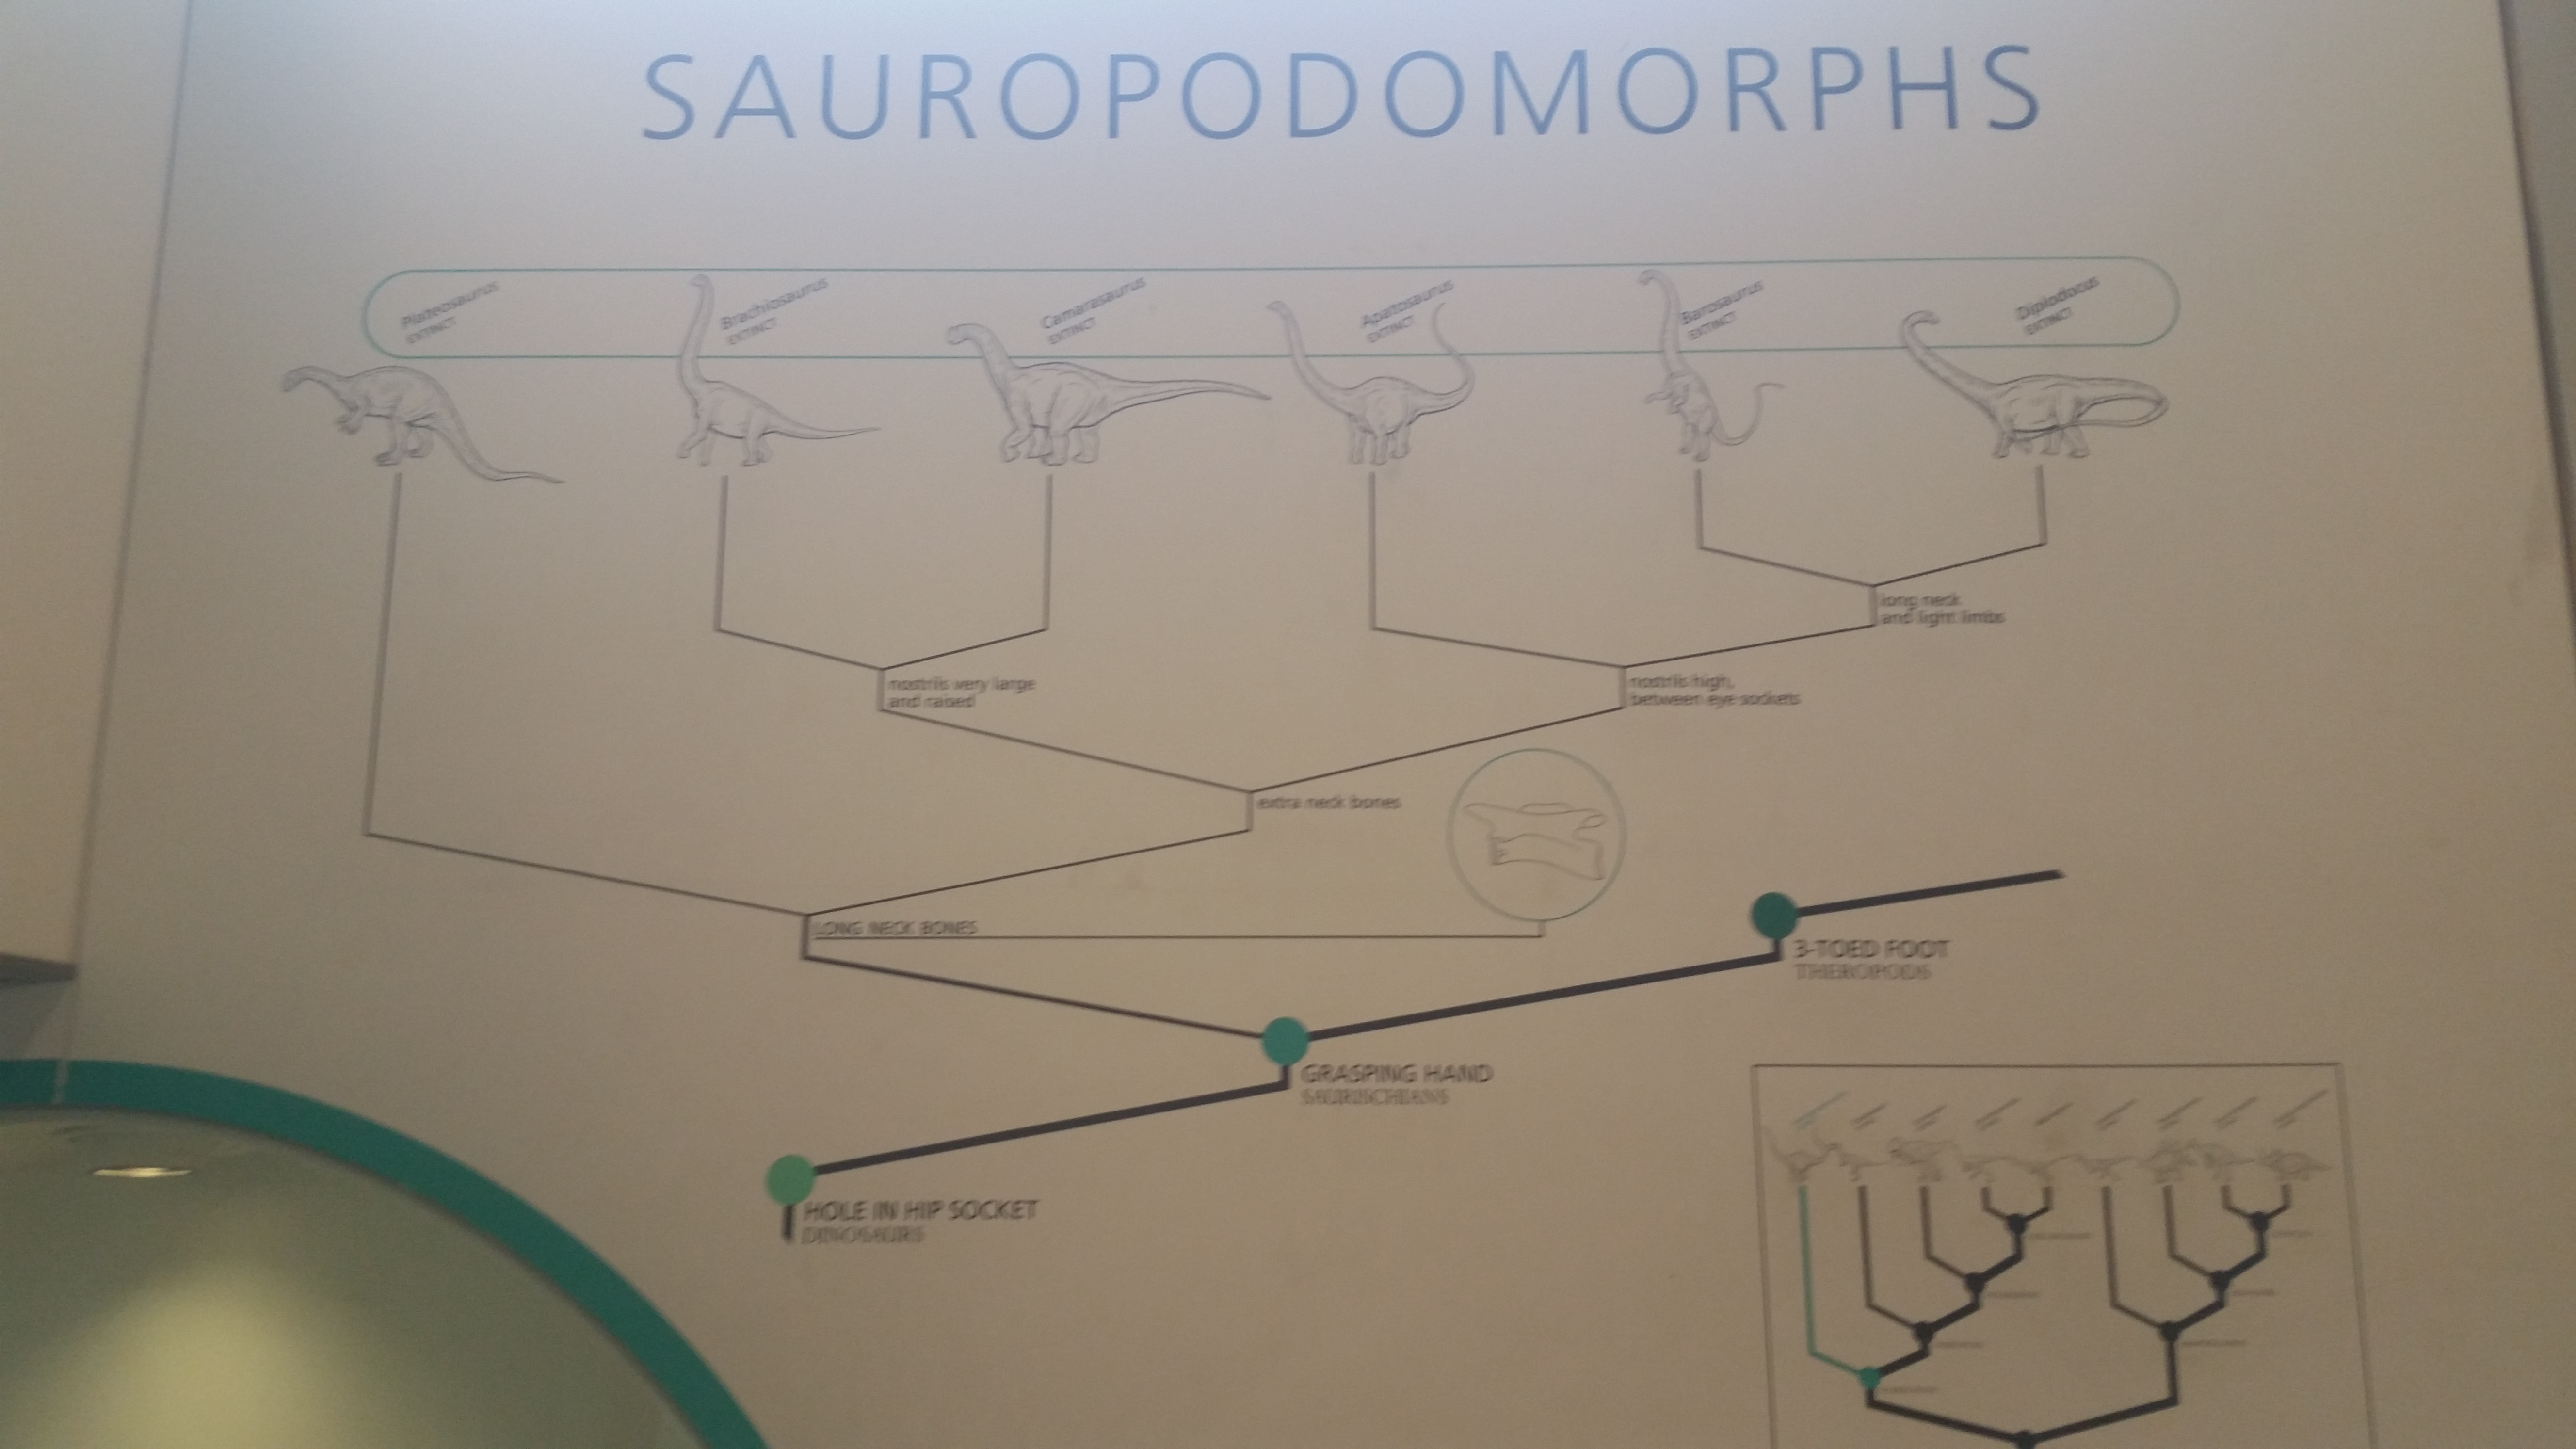 SAUROPODOMORPHS
Plateosaurus
EXTINCT
Brachiosaurus
EXTINCT
Camarasaurus
EXTINCT
Apatosaurus
EXTINCT
Barosaurus
EXTINCT
Diplodocus
EXTINCT
long neck
and light limbs
nostrils very large
and raised
nostrils high,
between eye sockets
extra neck bones
LONG NECK BONES
3-TOED FOOT
THEROPODS
GRASPING HAND
SAURISCHIANS
HOLE IN HIP SOCKET
DINOSAURS